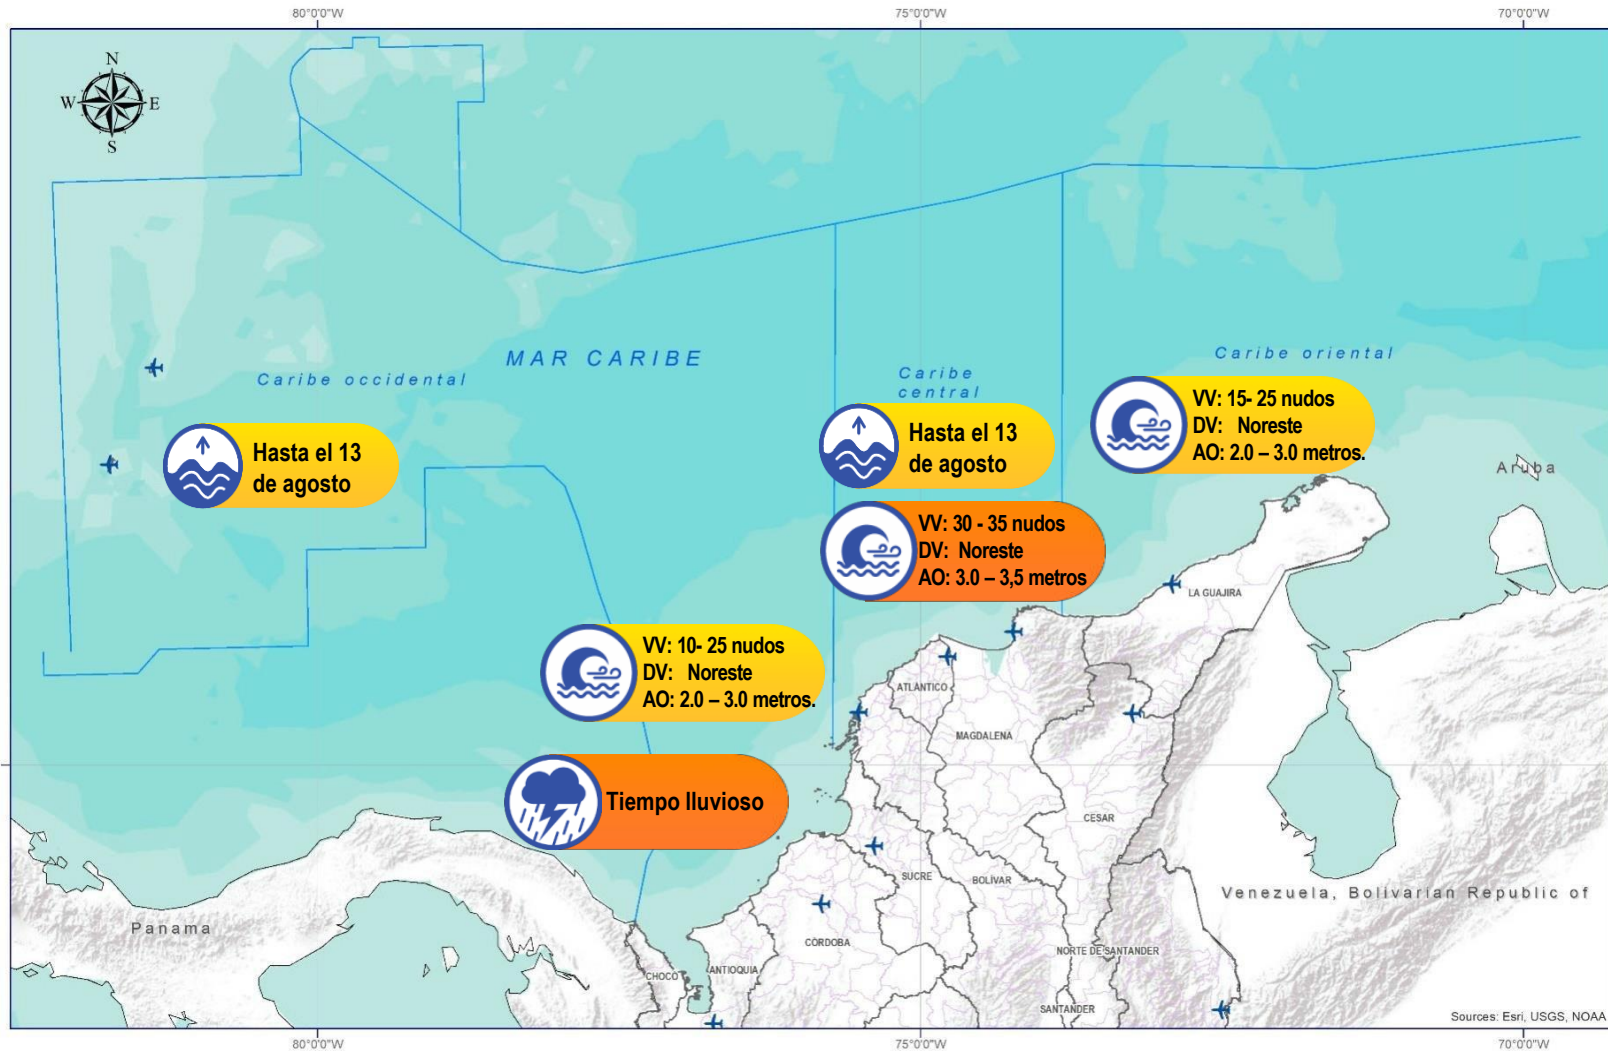 80°0'0"W
75°0'0"W
70°0'0"W
N
W
E
S
MAR CARIBE
Caribe occidental
Caribe
central
Caribe oriental
Hasta el 13
de agosto
Hasta el 13
de agosto
VV: 15- 25 nudos
DV: Noreste
AO: 2.0 – 3.0 metros.
Aruba
VV: 30 - 35 nudos
DV: Noreste
AO: 3.0 – 3,5 metros
LA GUAJIRA
VV: 10- 25 nudos
DV: Noreste
AO: 2.0 – 3.0 metros.
ATLÁNTICO
MAGDALENA
Tiempo lluvioso
CESAR
SUCRE
BOLÍVAR
Venezuela, Bolivarian Republic of
Panama
CÓRDOBA
NORTE DE SANTANDER
CHOCÓ
ANTIOQUIA
SANTANDER
Sources: Esri, USGS, NOAA
80°0'0"W
75°0'0"W
70°0'0"W